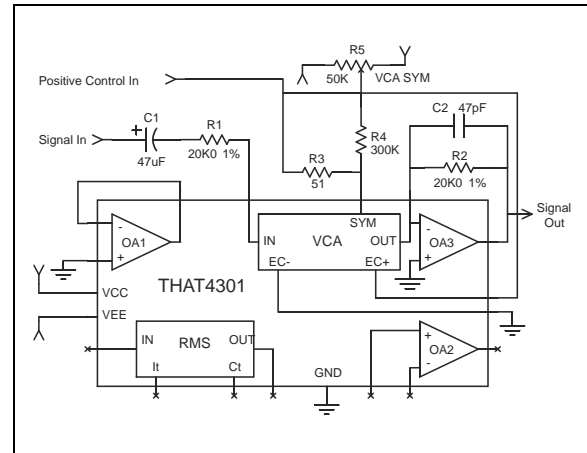 R5
50K
VCA SYM
Positive Control In
C2 47pF
C1
R1
Signal In
47uF
20K0 1%
R4
300K
R3
51
R2
20K0 1%
SYM
Signal
Out
-
+
OA1
IN
VCA
OUT
EC-
EC+
-
+
OA3
THAT4301
VCC
VEE
IN
RMS
OUT
It
Ct
GND
+
-
OA2